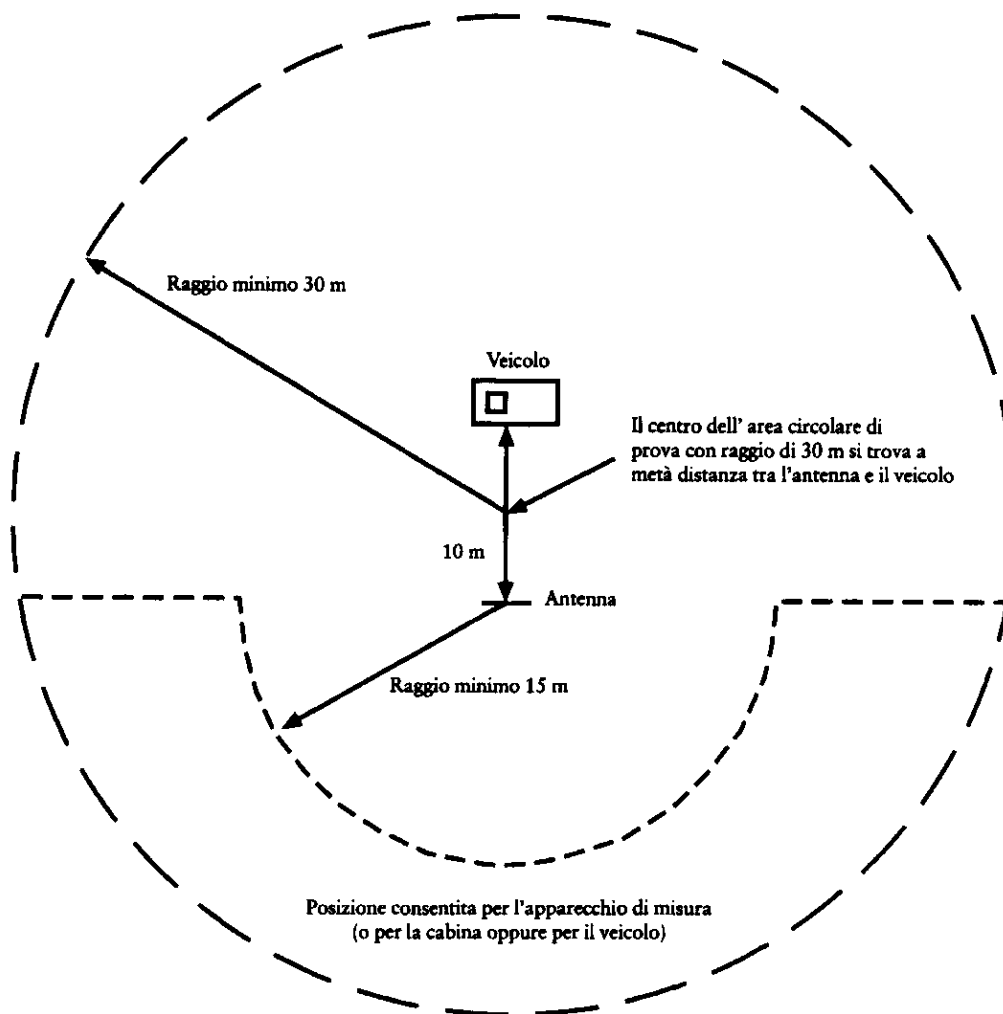 Raggio minimo 30 m
Veicolo
Il centro dell' area circolare di
prova con raggio di 30 m si trova a
metà distanza tra l'antenna e il veicolo
10 m
Antenna
Raggio minimo 15 m
Posizione consentita per l'apparecchio di misura
(o per la cabina oppure per il veicolo)